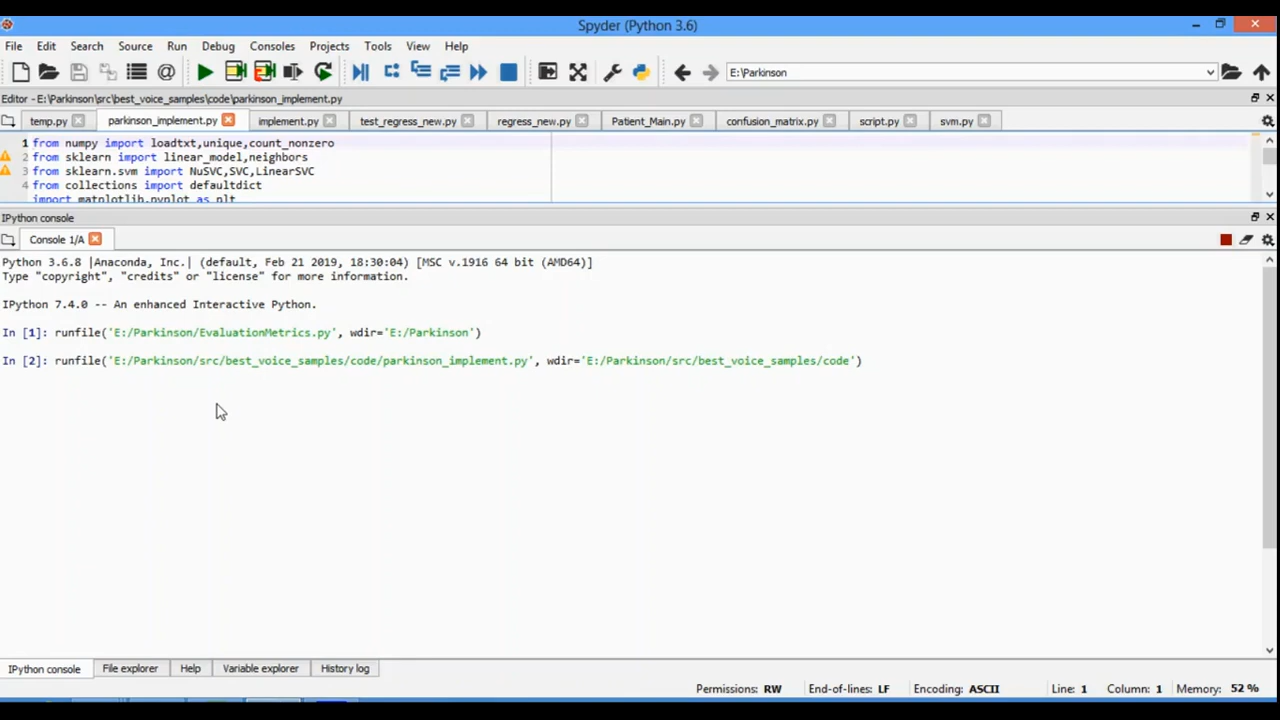 Spyder (Python 3.6)
File Edit Search Source Run Debug Consoles Projects Tools View Help
E:\Parkinson
Editor - E:\Parkinson\src\best_voice_samples\code\parkinson_implement.py
temp.py parkinson_implement.py implement.py test_regress_new.py regress_new.py Patient_Main.py confusion_matrix.py script.py svm.py
1 from numpy import loadtxt,unique,count_nonzero
2 from sklearn import linear_model,neighbors
3 from sklearn.svm import NuSVC,SVC,LinearSVC
4 from collections import defaultdict
import matplotlib.pyplot as plt
IPython console
Console 1/A
Python 3.6.8 |Anaconda, Inc.| (default, Feb 21 2019, 18:30:04) [MSC v.1916 64 bit (AMD64)]
Type "copyright", "credits" or "license" for more information.
IPython 7.4.0 -- An enhanced Interactive Python.
In [1]: runfile('E:/Parkinson/EvaluationMetrics.py', wdir='E:/Parkinson')
In [2]: runfile('E:/Parkinson/src/best_voice_samples/code/parkinson_implement.py', wdir='E:/Parkinson/src/best_voice_samples/code')
IPython console File explorer Help Variable explorer History log
Permissions: RW End-of-lines: LF Encoding: ASCII Line: 1 Column: 1 Memory: 52 %